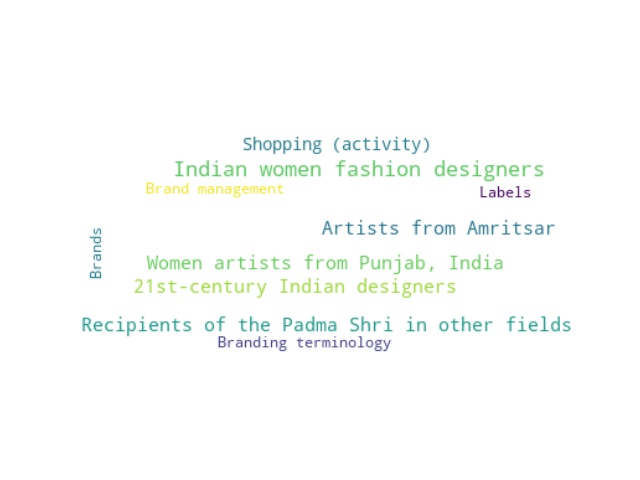 Shopping (activity)
Indian women fashion designers
Brand management
Labels
Artists from Amritsar
Brands
Women artists from Punjab, India
21st-century Indian designers
Recipients of the Padma Shri in other fields
Branding terminology